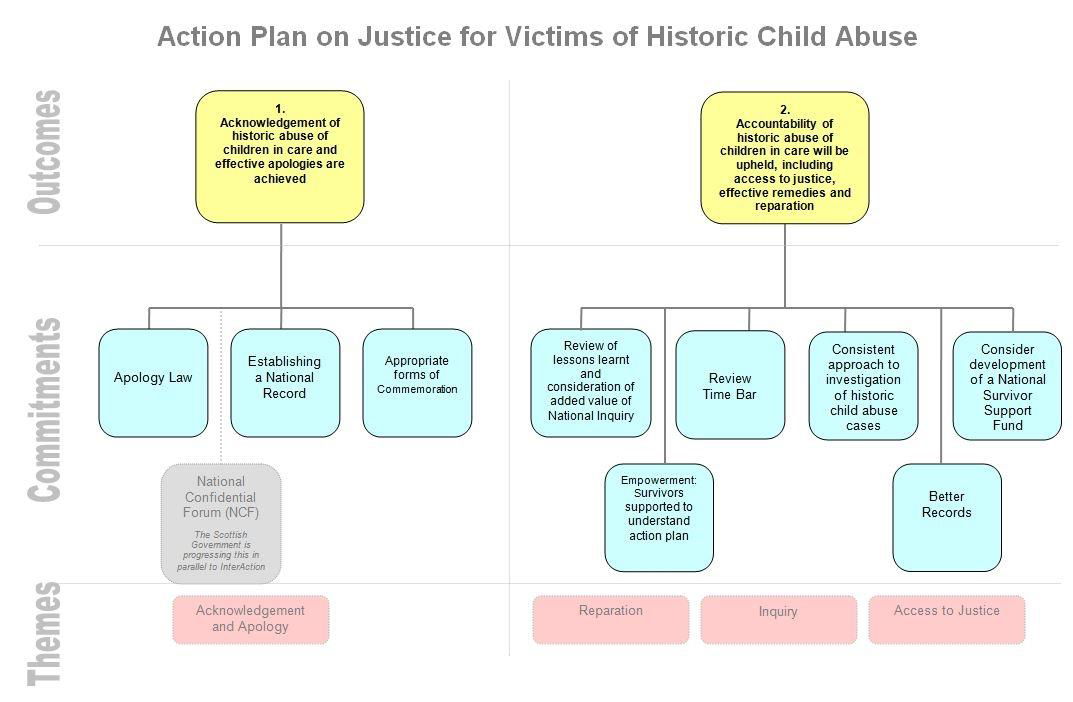 Action Plan on Justice for Victims of Historic Child Abuse
Outcomes
1.
Acknowledgement of
historic abuse of
children in care and
effective apologies are
achieved
2.
Accountability of
historic abuse of
children in care will be
upheld, including
access to justice,
effective remedies and
reparation
Commitments
Apology Law
Establishing
a National
Record
Appropriate
forms of
Commemoration
National
Confidential
Forum (NCF)
The Scottish
Government is
progressing this in
parallel to InterAction
Review of
lessons learnt
and
consideration of
added value of
National Inquiry
Review
Time Bar
Consistent
approach to
investigation
of historic
child abuse
cases
Consider
development
of a National
Survivor
Support
Fund
Empowerment:
Survivors
supported to
understand
action plan
Better
Records
Themes
Acknowledgement
and Apology
Reparation
Inquiry
Access to Justice